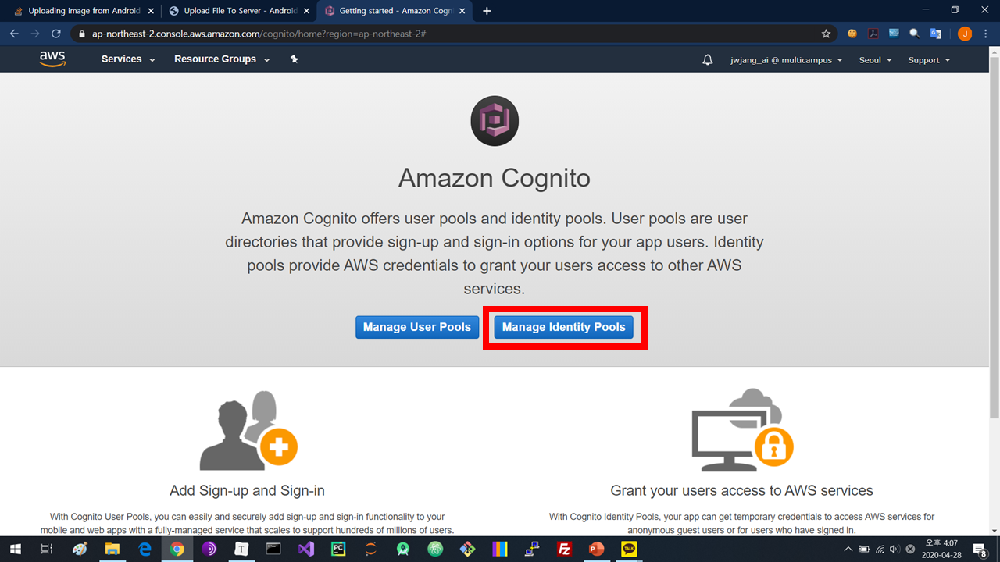 Uploading image from Android
Upload File To Server - Android
Getting started - Amazon Cogn
ap-northeast-2.console.aws.amazon.com/cognito/home?region=ap-northeast-2#
J
aws
Services
Resource Groups
jwjang_ai @ multicampus
Seoul
Support
Amazon Cognito
Amazon Cognito offers user pools and identity pools. User pools are user
directories that provide sign-up and sign-in options for your app users. Identity
pools provide AWS credentials to grant your users access to other AWS
services.
Manage User Pools
Manage Identity Pools
Add Sign-up and Sign-in
Grant your users access to AWS services
With Cognito User Pools, you can easily and securely add sign-up and sign-in functionality to your
mobile and web apps with a fully-managed service that scales to support hundreds of millions of users.
With Cognito Identity Pools, your app can get temporary credentials to access AWS services for
anonymous guest users or for users who have signed in.
T
PC
Fz
P
TALK
오후 4:07
2020-04-28
8